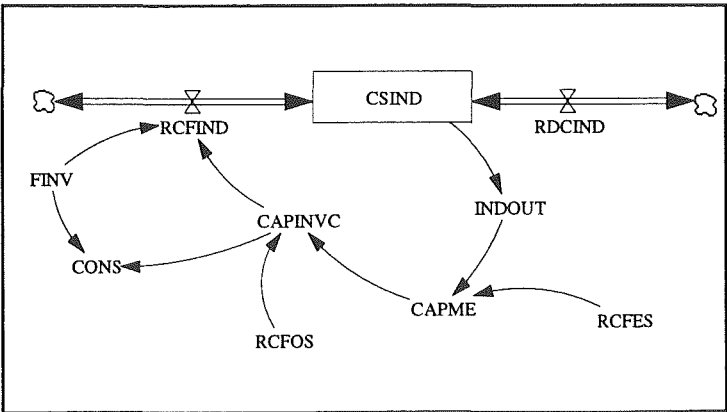 CSIND
RCFIND
RDCIND
FINV
INDOUT
CAPINVC
CONS
CAPME
RCFES
RCFOS